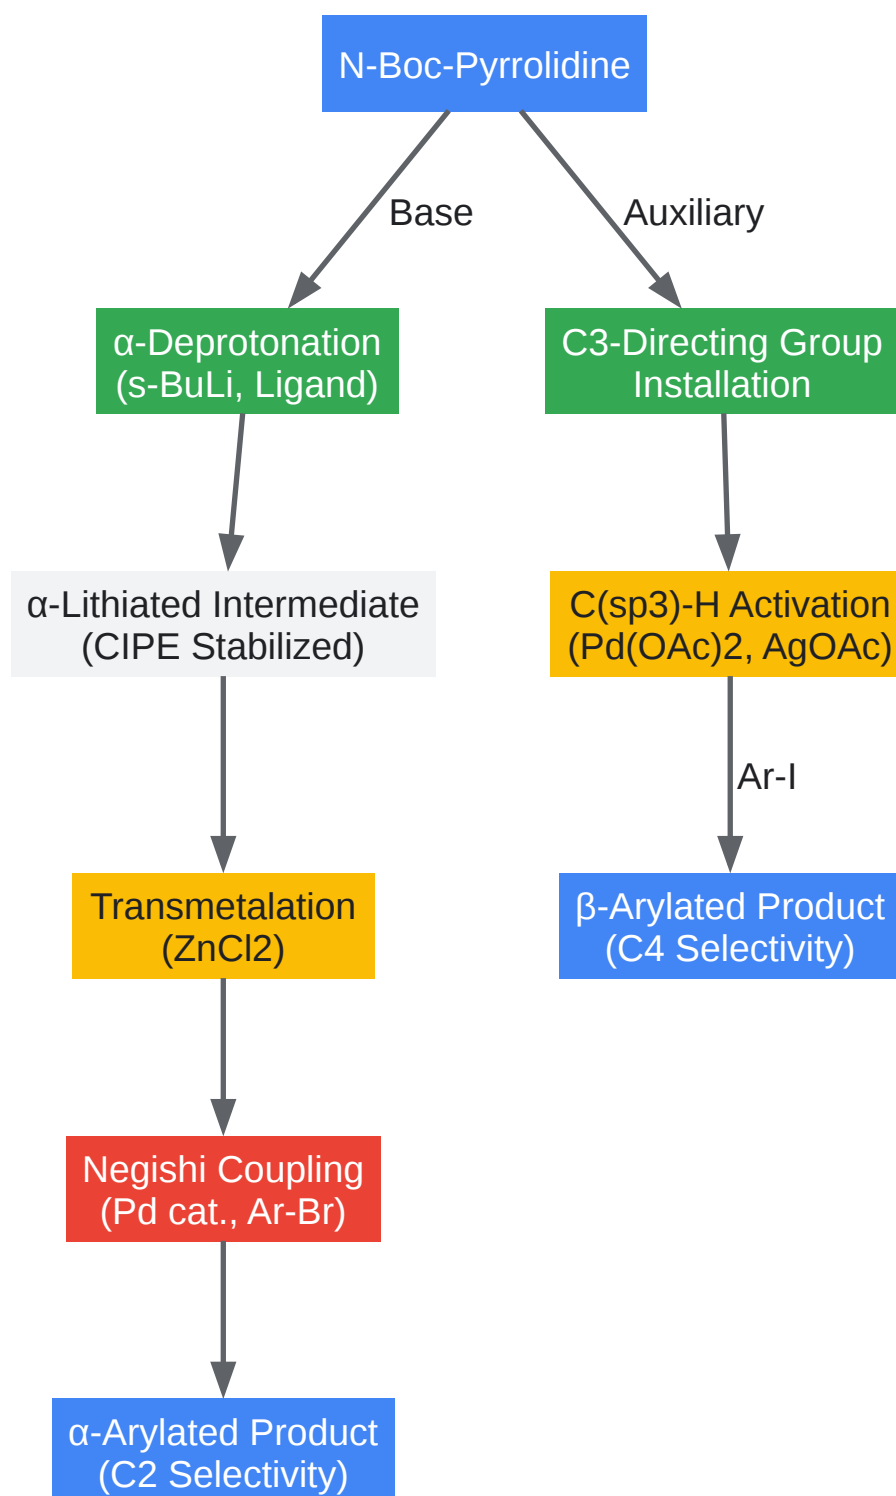 N-Boc-Pyrrolidine
Base
Auxiliary
α-Deprotonation
(s-BuLi, Ligand)
C3-Directing Group
Installation
α-Lithiated Intermediate
(CIPE Stabilized)
C(sp3)-H Activation
(Pd(OAc)2, AgOAc)
Ar-I
Transmetalation
(ZnCl2)
β-Arylated Product
(C4 Selectivity)
Negishi Coupling
(Pd cat., Ar-Br)
α-Arylated Product
(C2 Selectivity)